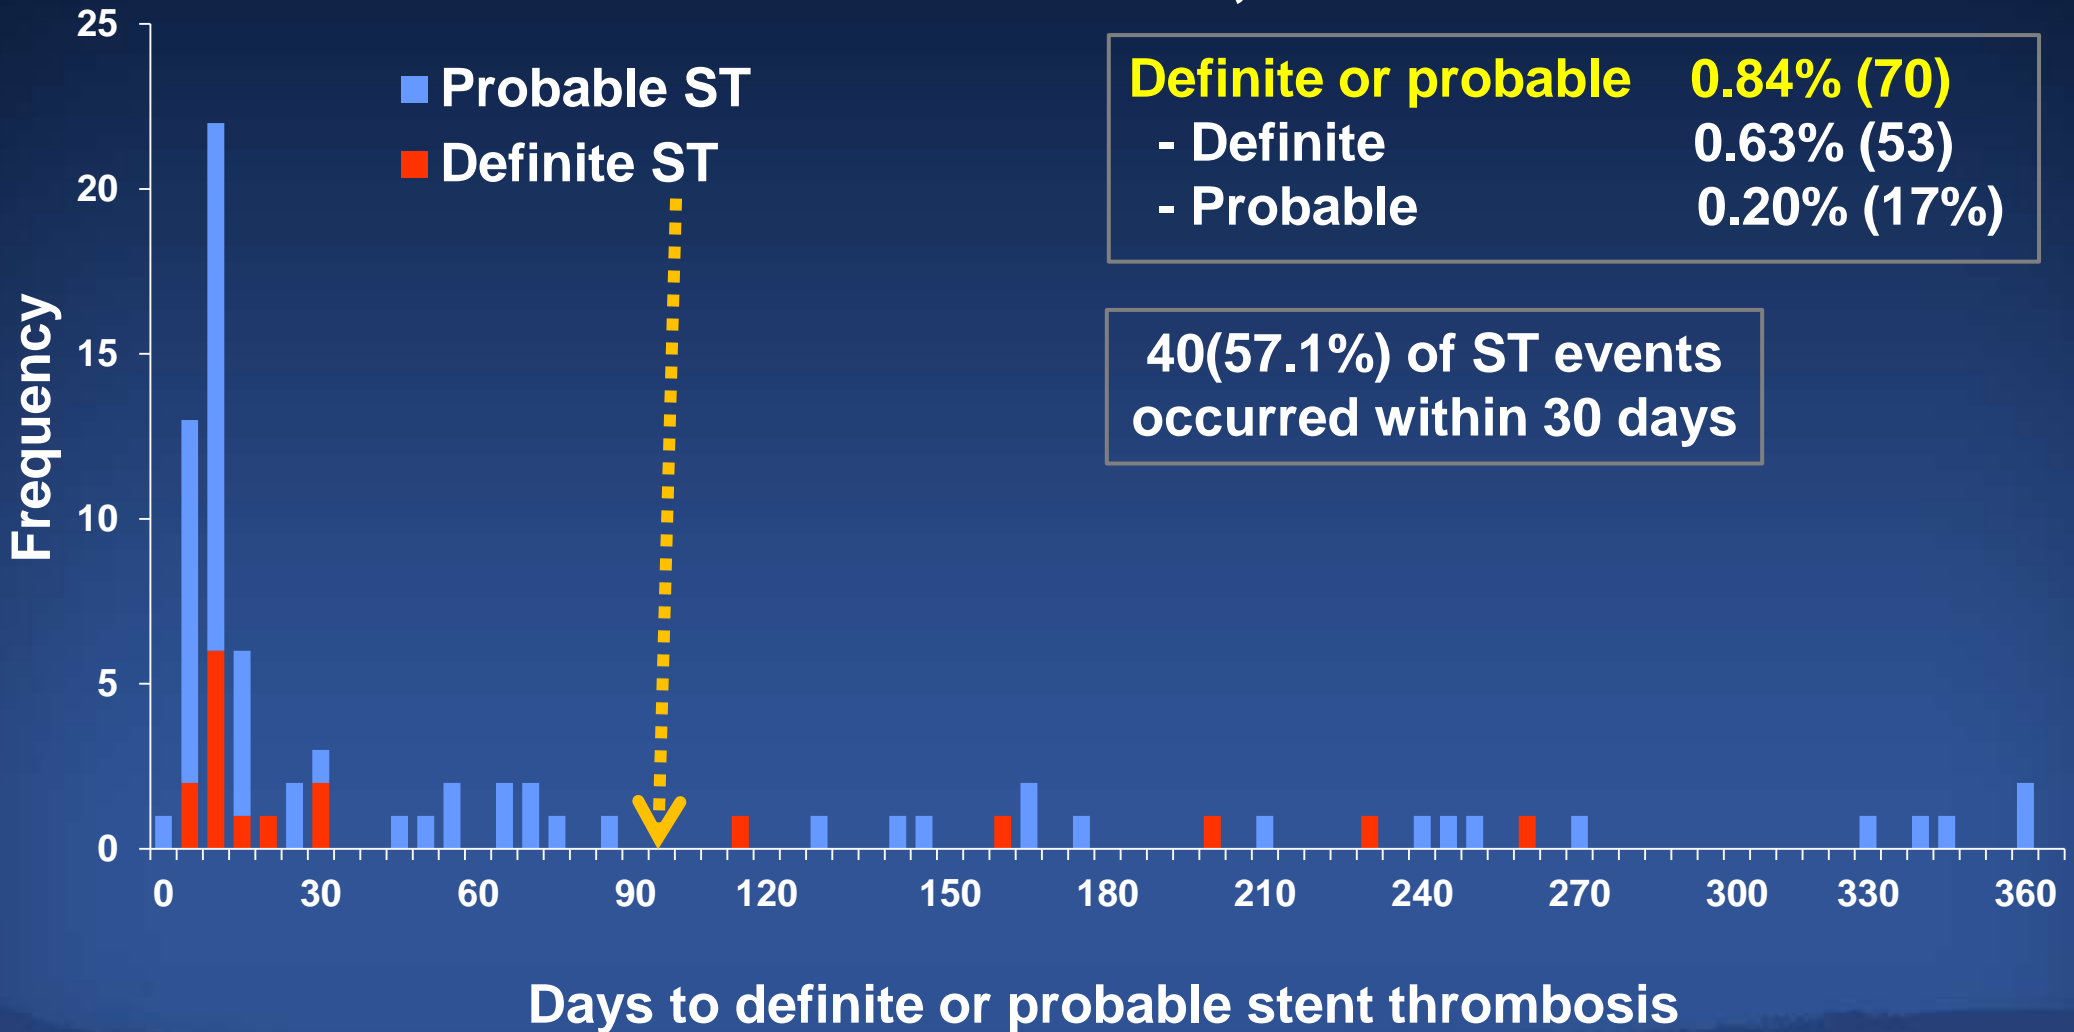 25
20
15
10
5
0
Frequency
Probable ST
Definite ST
Definite or probable 0.84% (70)
- Definite 0.63% (53)
- Probable 0.20% (17%)
40(57.1%) of ST events
occurred within 30 days
0 30 60 90 120 150 180 210 240 270 300 330 360
Days to definite or probable stent thrombosis